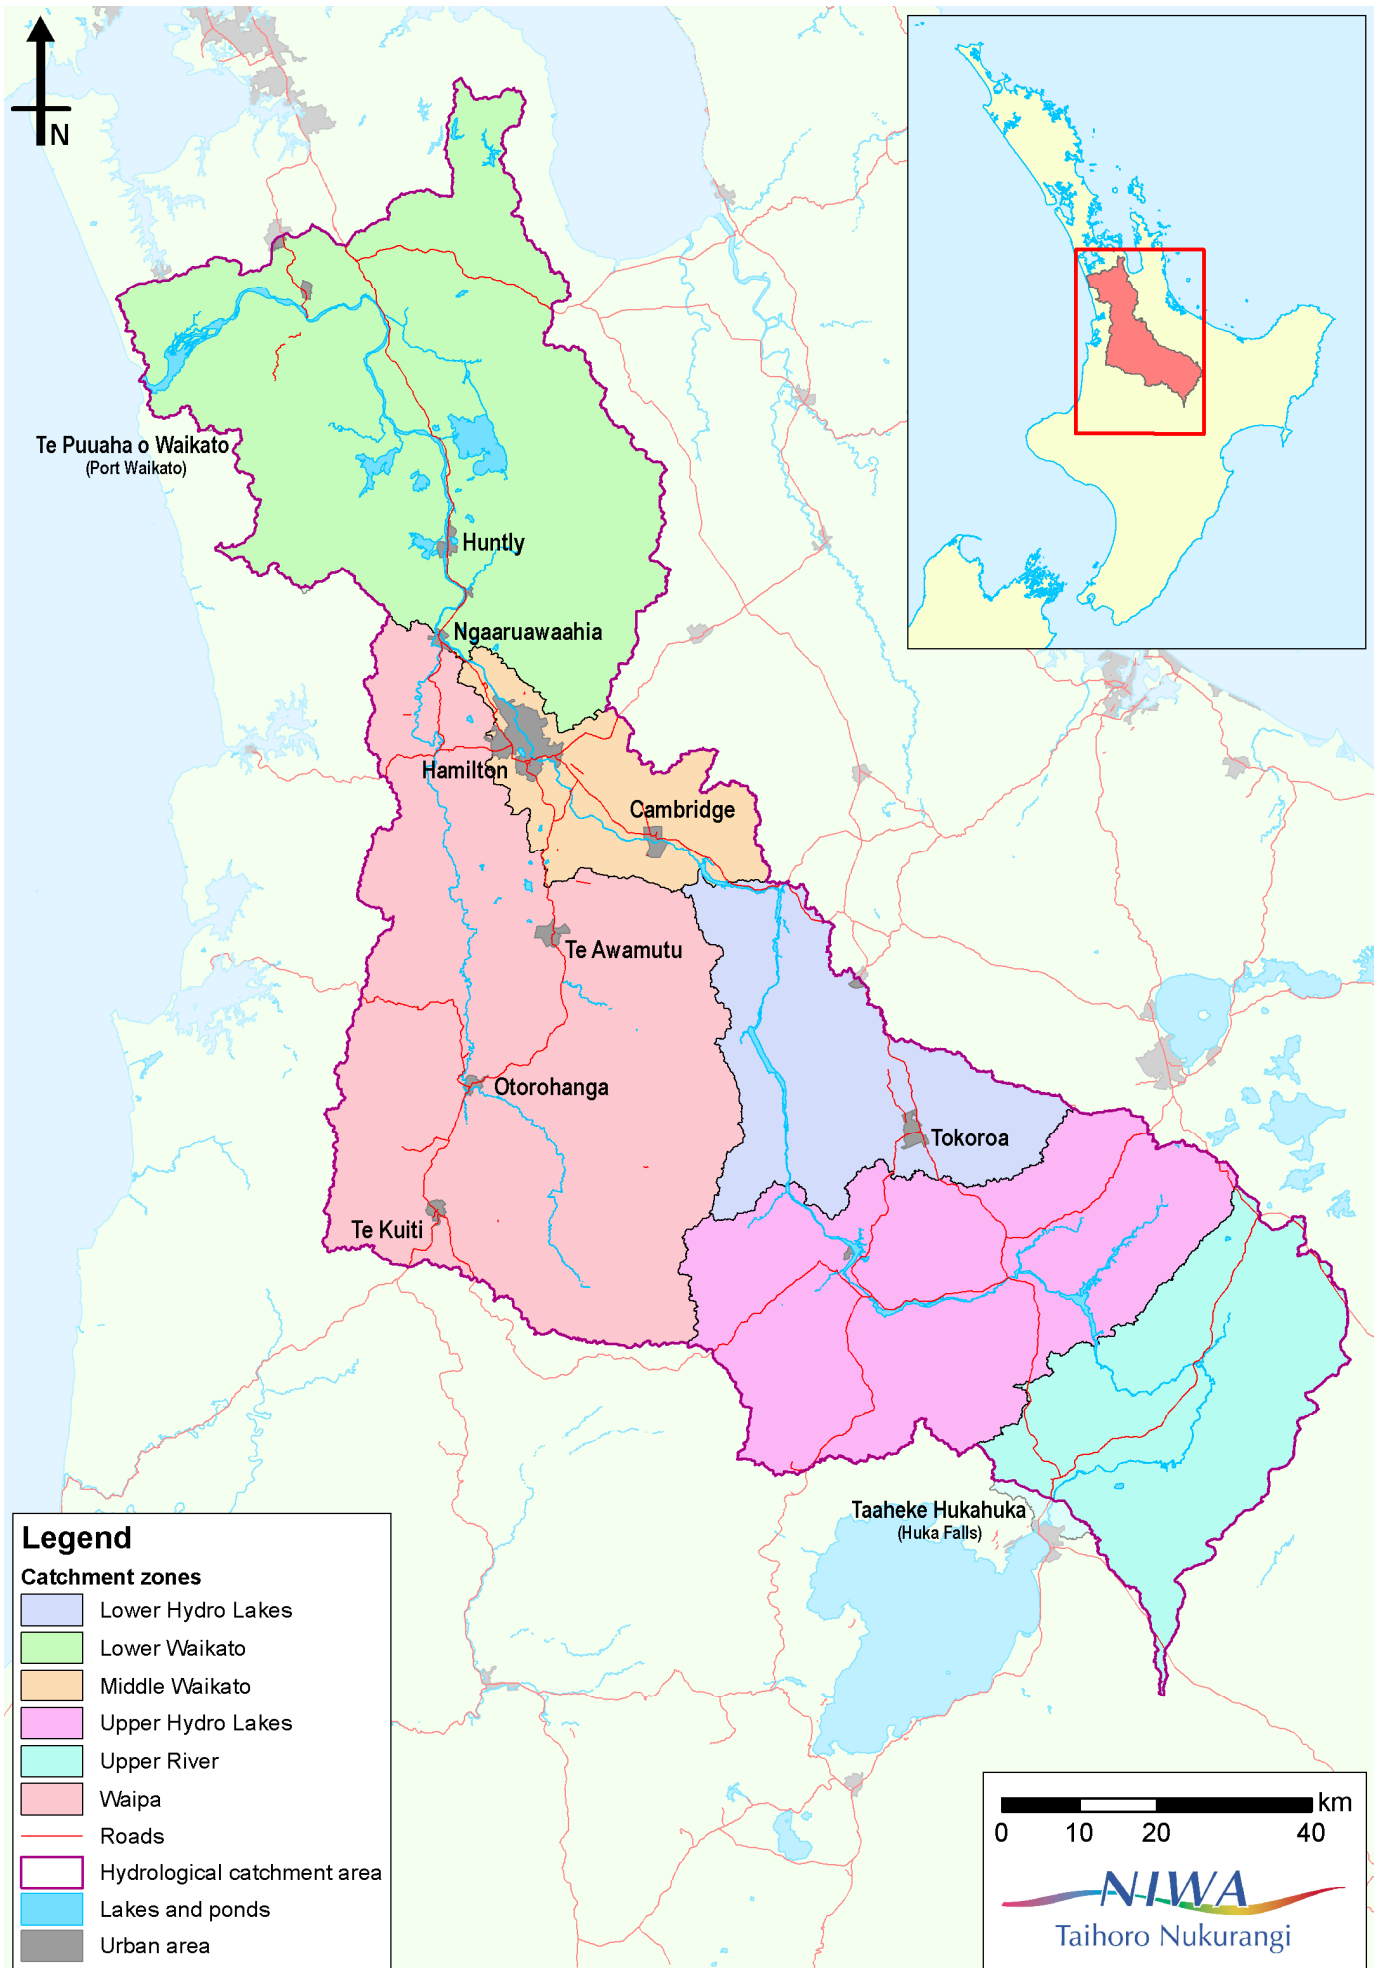 N
Te Puuaha o Waikato
(Port Waikato)
Huntly
Ngaaruawaahia
Hamilton
Cambridge
Te Awamutu
Otorohanga
Tokoroa
Te Kuiti
Taaheke Hukahuka
(Huka Falls)
Legend
Catchment zones
Lower Hydro Lakes
Lower Waikato
Middle Waikato
Upper Hydro Lakes
Upper River
Waipa
Roads
Hydrological catchment area
Lakes and ponds
Urban area
km
0 10 20 40
NIWA
Taihoro Nukurangi